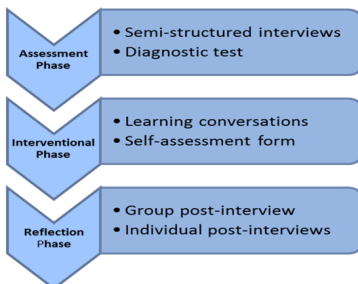 Assessment
Phase
• Semi-structured interviews
• Diagnostic test
Interventional
Phase
• Learning conversations
• Self-assessment form
Reflection
Phase
• Group post-interview
• Individual post-interviews